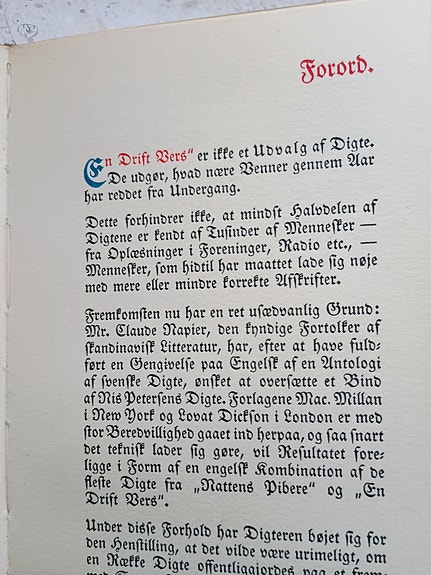 Forord.
En Drift Vers“ er ikke et Udvalg af Digte.
De udgør, hvad nære Venner gennem Aar
har reddet fra Undergang.
Dette forhindrer ikke, at mindst Halvdelen af
Digtene er kendt af Tusinder af Mennesker —
fra Oplæsninger i Foreninger, Radio etc., —
Mennesker, som hidtil har maattet lade sig nøje
med mere eller mindre korrekte Afskrifter.
Fremkomsten nu har en ret usædvanlig Grund:
Mr. Claude Napier, den kyndige Fortolker af
skandinavisk Litteratur, har, efter at have fuld-
ført en Gengivelse paa Engelsk af en Antologi
af svenske Digte, ønsket at oversætte et Bind
af Nis Petersens Digte. Forlagene Mac. Millan
i New York og Lovat Dickson i London er med
stor Beredvillighed gaaet ind herpaa, og saa snart
det teknisk lader sig gøre, vil Resultatet fore-
ligge i Form af en engelsk Kombination af de
fleste Digte fra „Nattens Pibere“ og „En
Drift Vers“.
Under disse Forhold har Digteren bøjet sig for
den Henstilling, at det vilde være urimeligt, om
en Række Digte offentliggjordes paa et frem-